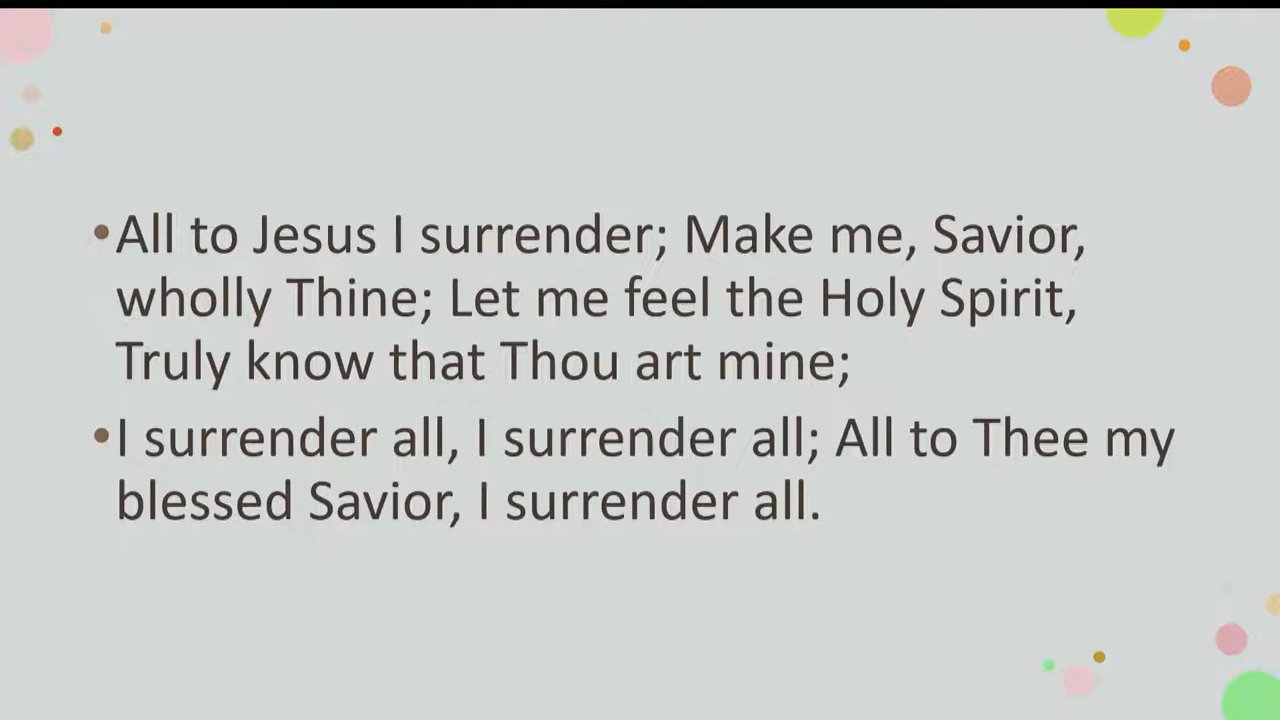 •All to Jesus I surrender; Make me, Savior,
wholly Thine; Let me feel the Holy Spirit,
Truly know that Thou art mine;
•I surrender all, I surrender all; All to Thee my
blessed Savior, I surrender all.